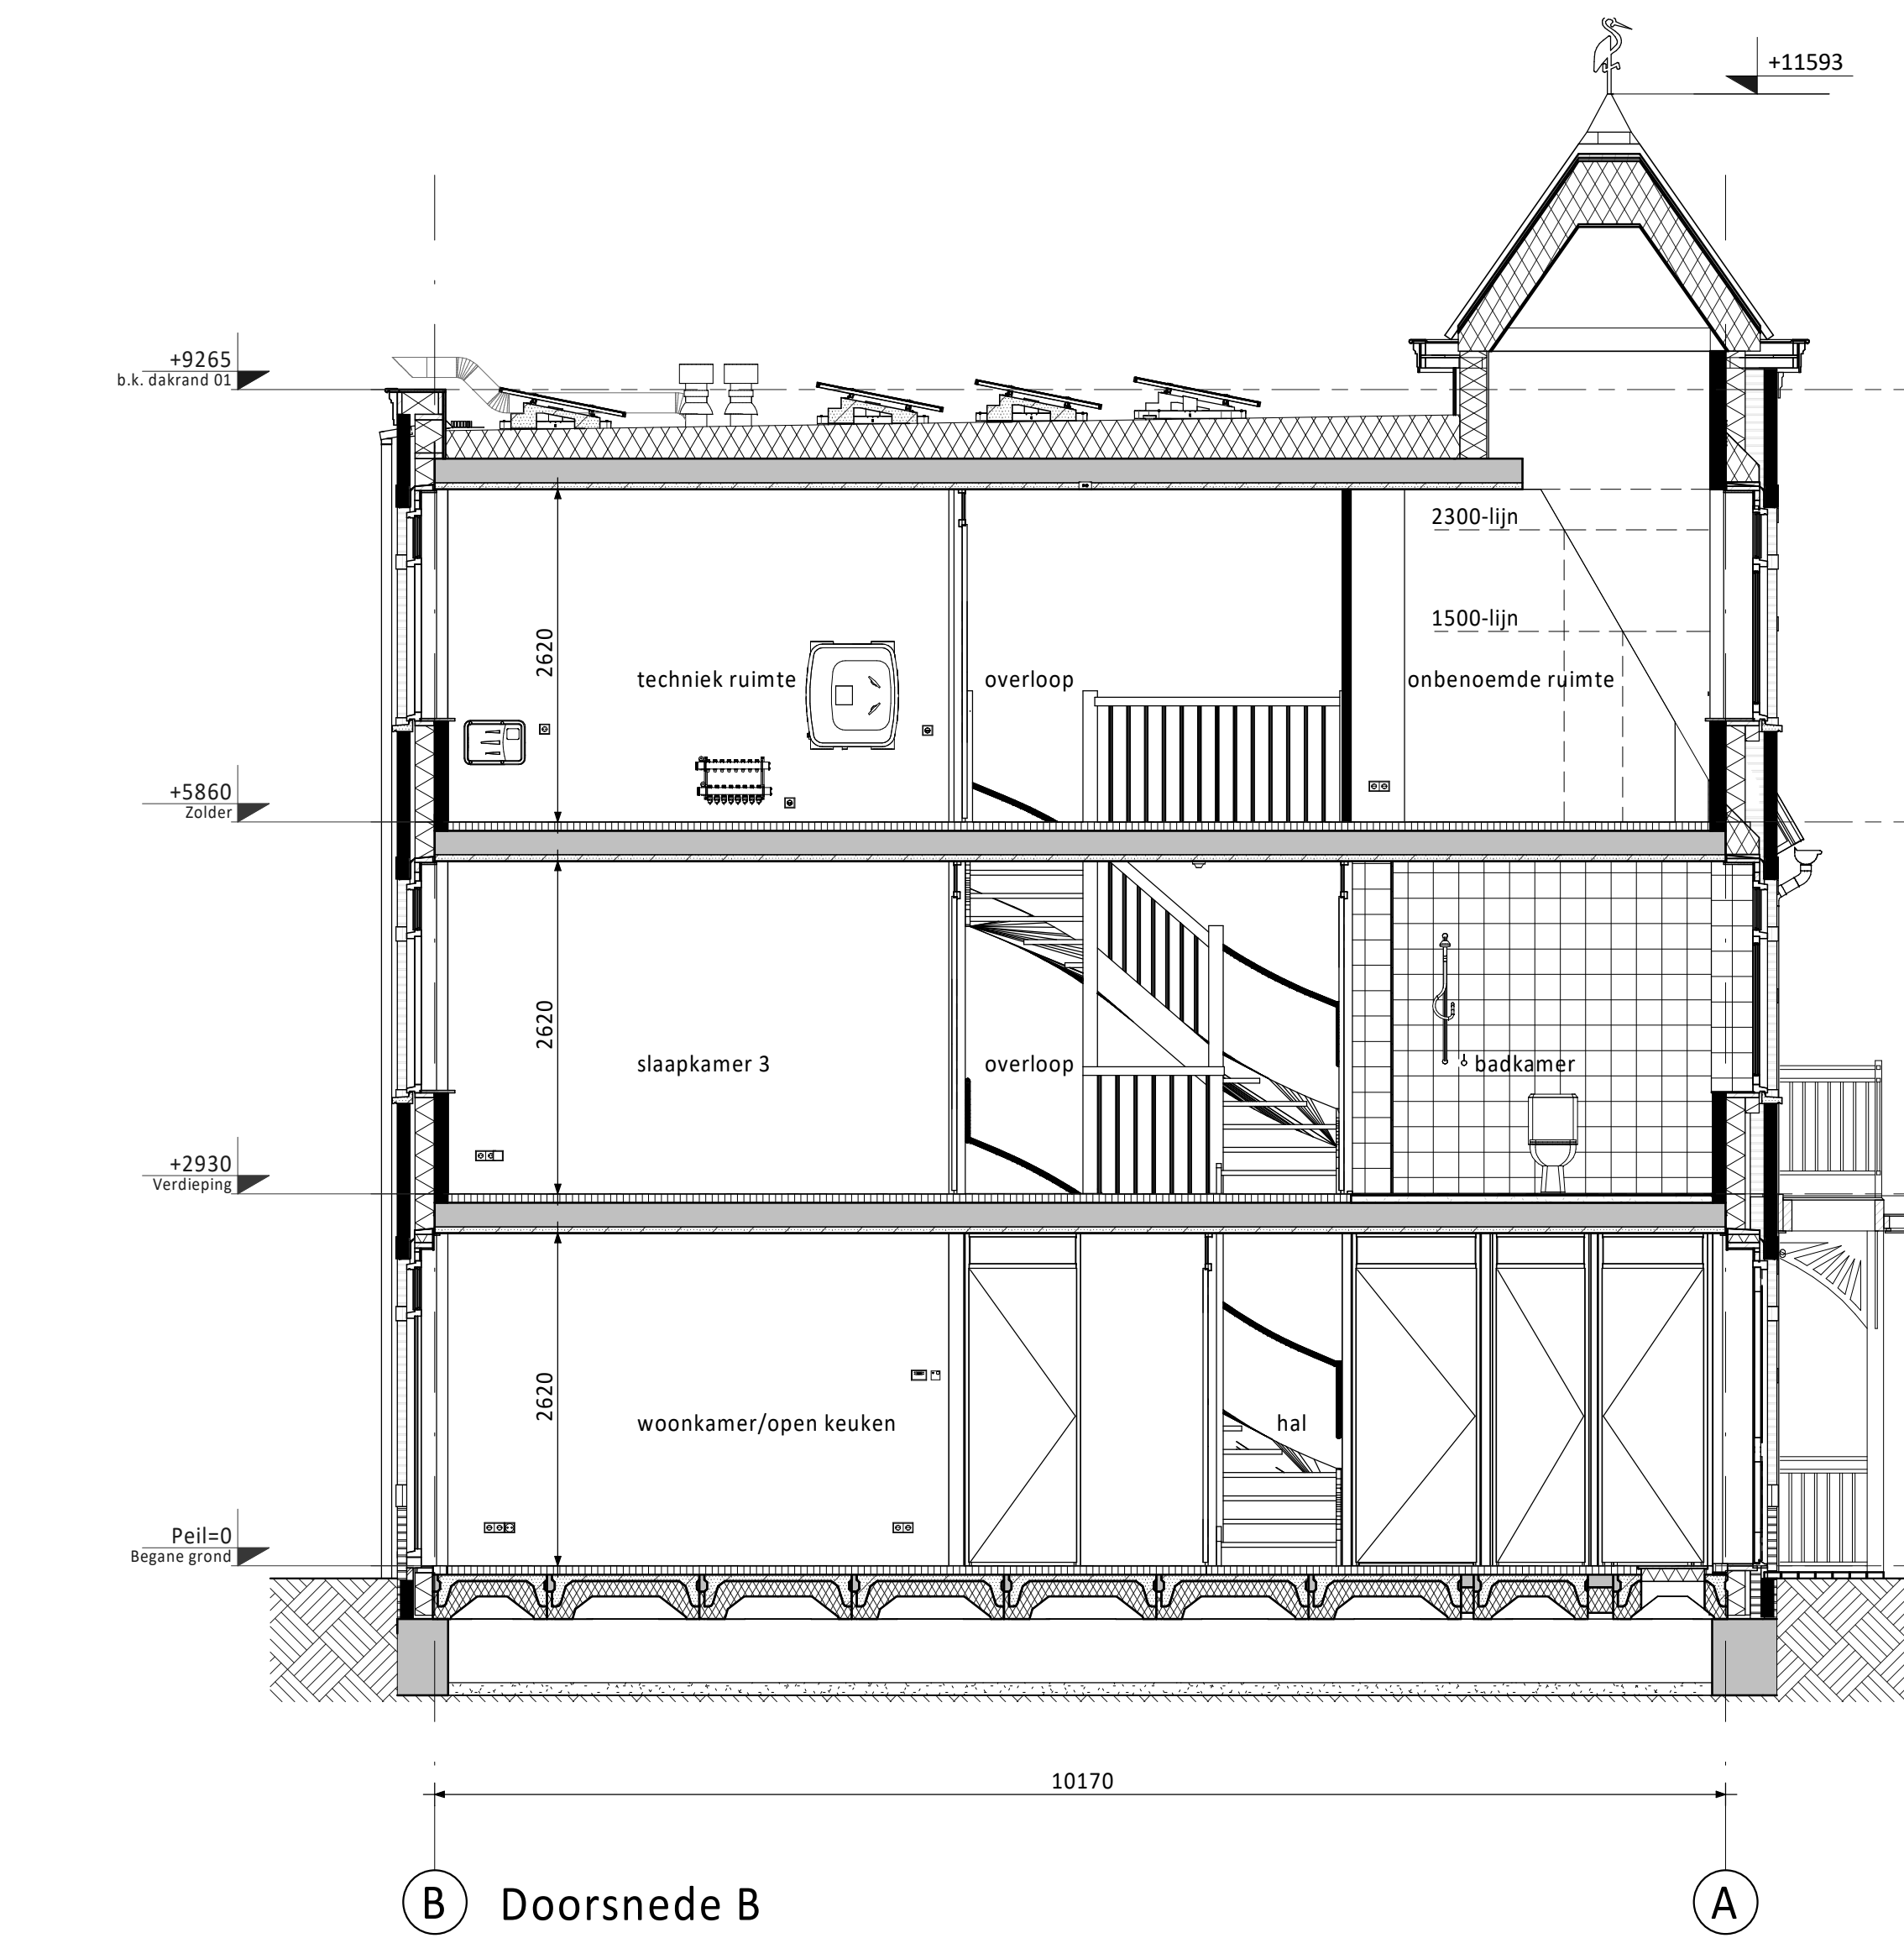 +11593
+9265
b.k. dakrand 01
2300-lijn
1500-lijn
2620
techniek ruimte
overloop
onbenoemde ruimte
+5860
Zolder
2620
slaapkamer 3
overloop
badkamer
+2930
Verdieping
2620
woonkamer/open keuken
hal
Peil=0
Begane grond
10170
B
Doorsnede B
A